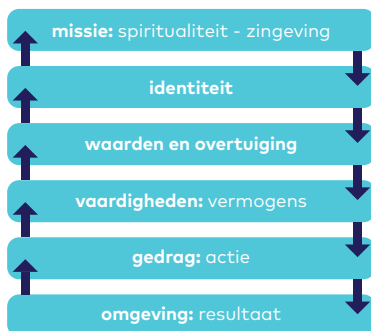 missie: spiritualiteit - zingeving
identiteit
waarden en overtuiging
vaardigheden: vermogens
gedrag: actie
omgeving: resultaat